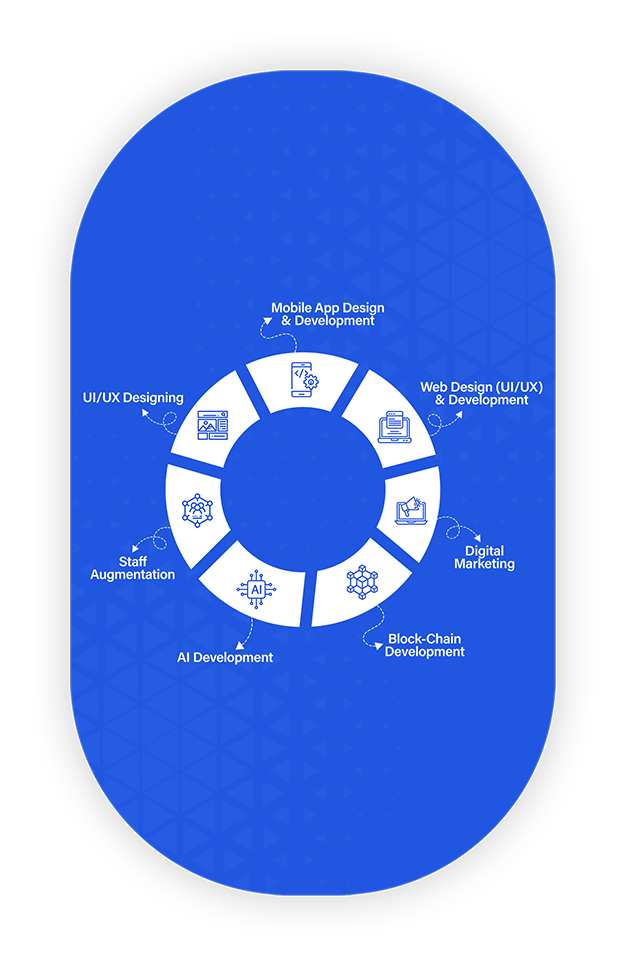 Mobile App Design
& Development
Web Design (UI/UX)
& Development
UI/UX Designing
Digital
Marketing
Staff
Augmentation
AI
Block-Chain
Development
AI Development